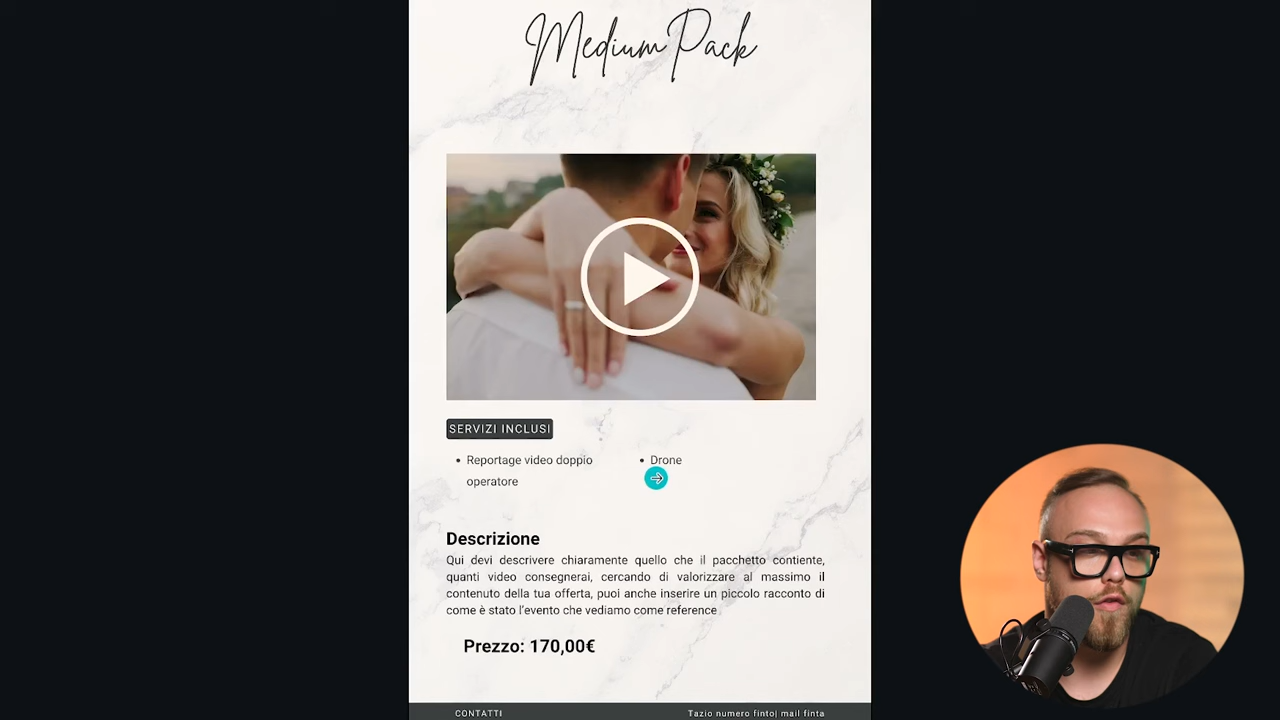 Medium Pack
SERVIZI INCLUSI
• Reportage video doppio
operatore
• Drone
Descrizione
Qui devi descrivere chiaramente quello che il pacchetto contiente,
quanti video consegnerai, cercando di valorizzare al massimo il
contenuto della tua offerta, puoi anche inserire un piccolo racconto di
come è stato l'evento che vediamo come reference
Prezzo: 170,00€
CONTATTI
Tazio numero finto| mail finta